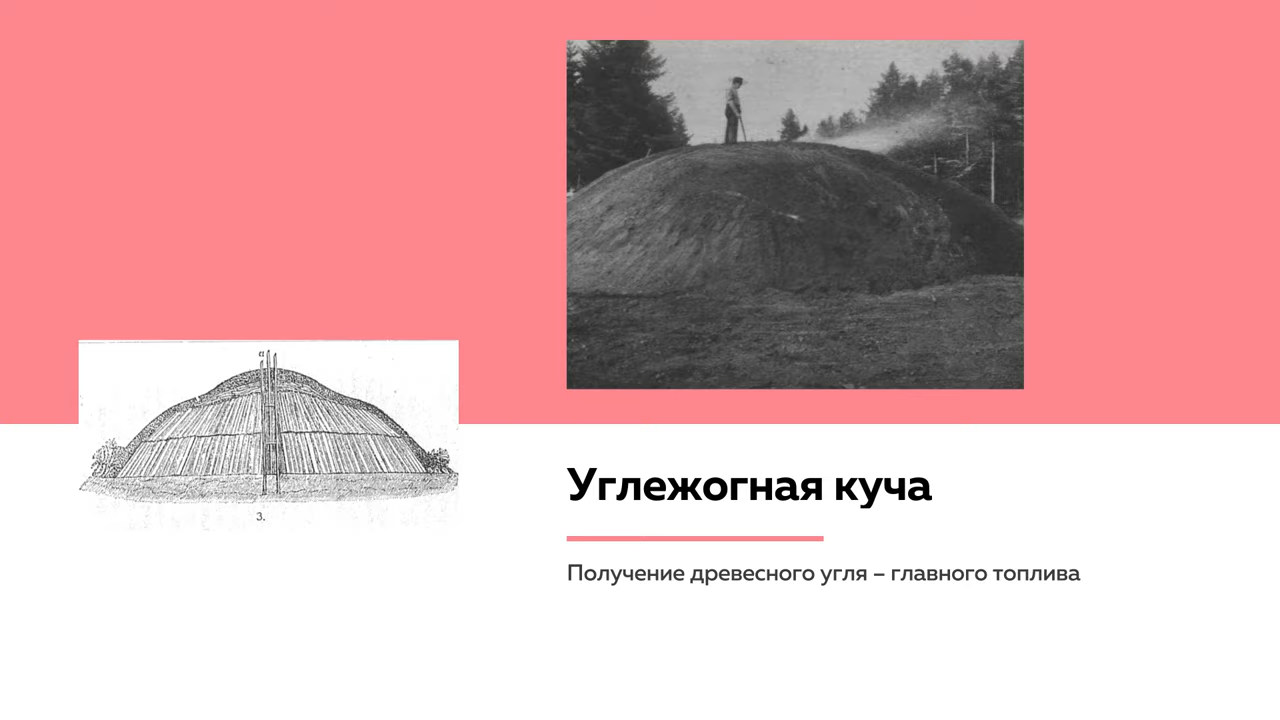 a
3.
Углежогная куча
Получение древесного угля – главного топлива